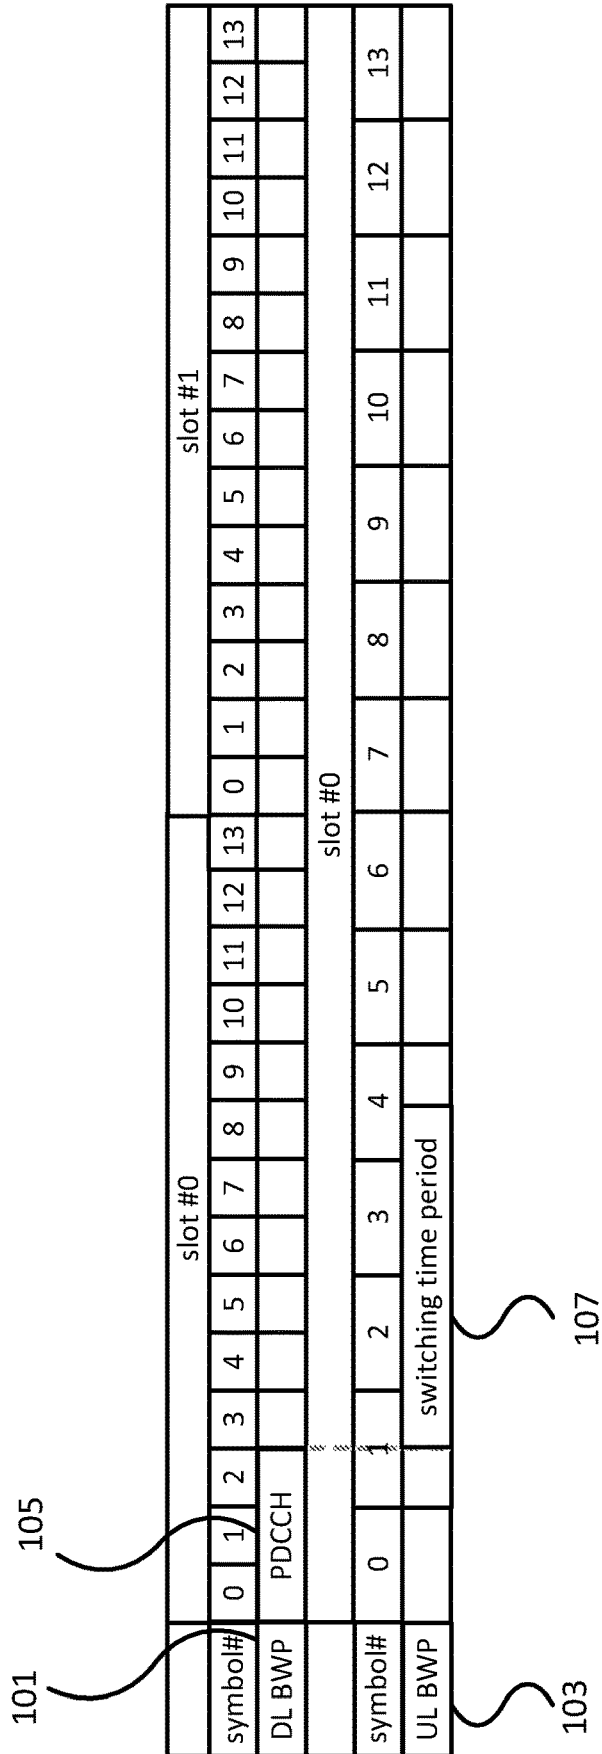 101
105
slot #0
slot #1
symbol# 0 1 2 3 4 5 6 7 8 9 10 11 12 13 0 1 2 3 4 5 6 7 8 9 10 11 12 13
DL BWP PDCCH
slot #0
symbol# 0 1 2 3 4 5 6 7 8 9 10 11 12 13
UL BWP switching time period
103
107